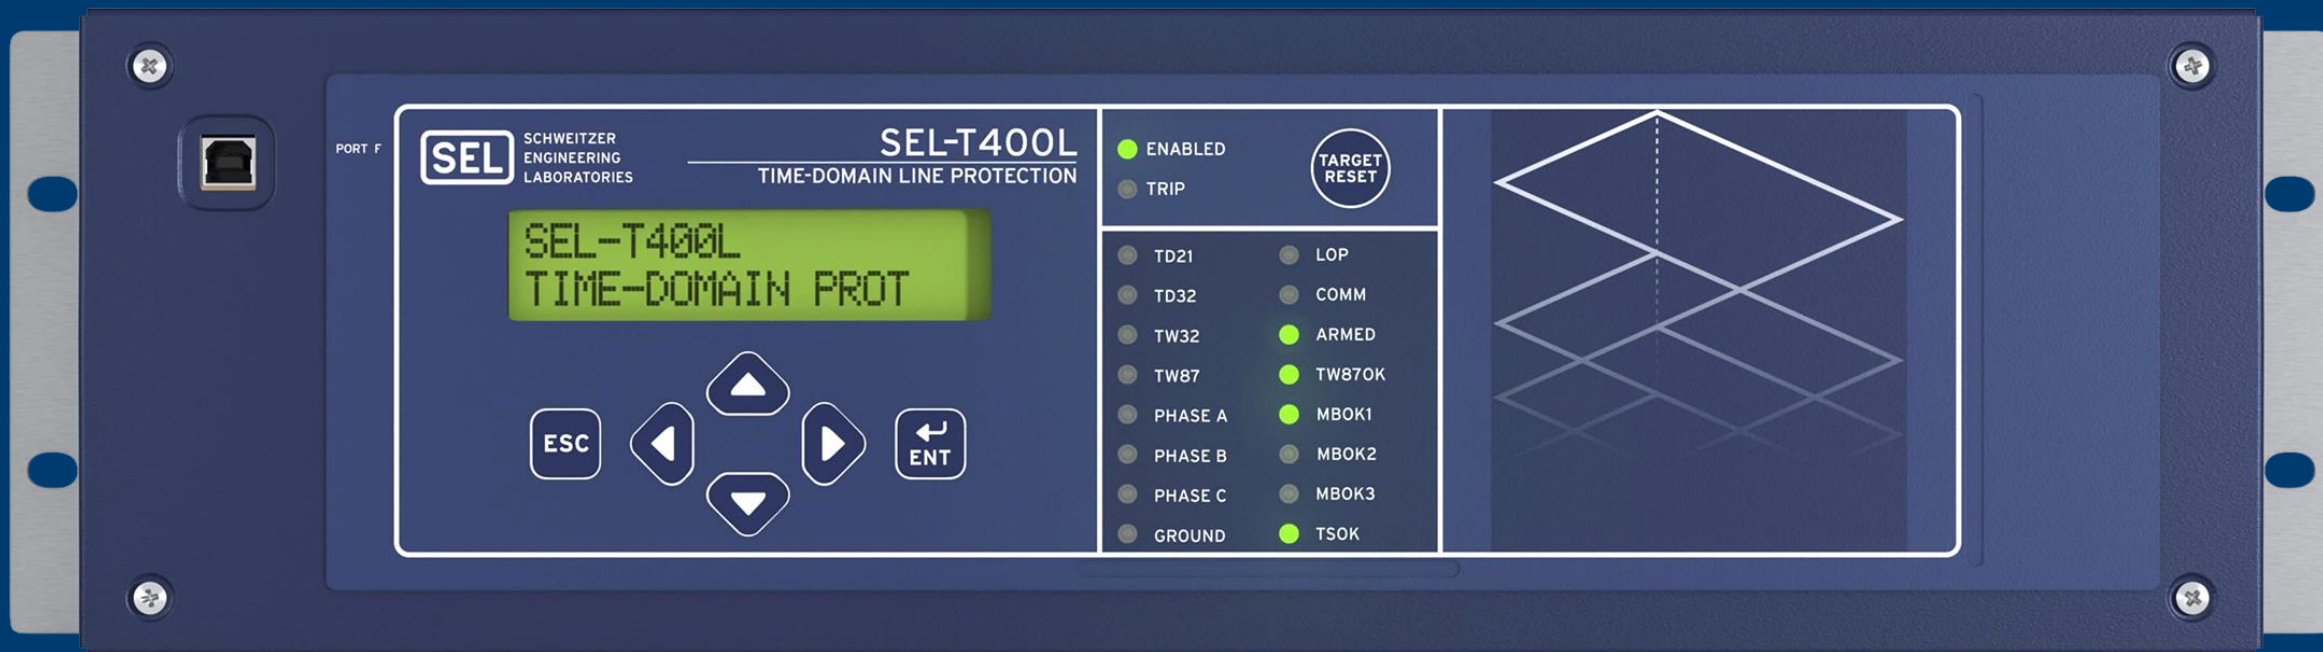 PORT F
SEL
SCHWEITZER
ENGINEERING
LABORATORIES
SEL-T400L
TIME-DOMAIN LINE PROTECTION
SEL-T400L
TIME-DOMAIN PROT
ESC
ENT
ENABLED
TRIP
TARGET
RESET
TD21
TD32
TW32
TW87
PHASE A
PHASE B
PHASE C
GROUND
LOP
COMM
ARMED
TW87OK
MBOK1
MBOK2
MBOK3
TSOK